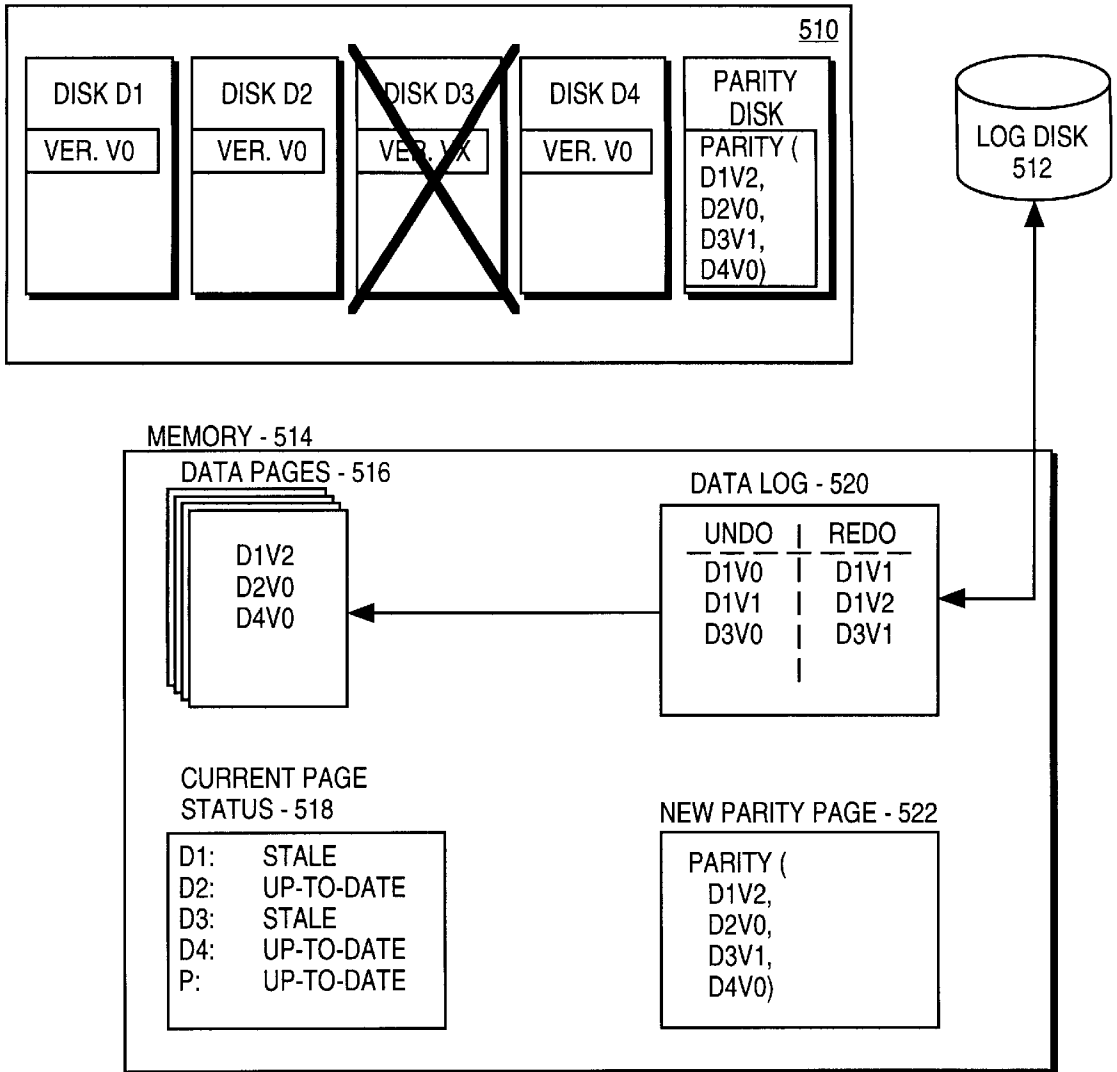 510
DISK D1
VER. V0
DISK D2
VER. V0
DISK D3
VER. VX
DISK D4
VER. V0
PARITY
DISK
PARITY (
D1V2,
D2V0,
D3V1,
D4V0)
LOG DISK
512
MEMORY - 514
DATA PAGES - 516
D1V2
D2V0
D4V0
DATA LOG - 520
UNDO | REDO
D1V0 | D1V1
D1V1 | D1V2
D3V0 | D3V1
CURRENT PAGE
STATUS - 518
D1: STALE
D2: UP-TO-DATE
D3: STALE
D4: UP-TO-DATE
P: UP-TO-DATE
NEW PARITY PAGE - 522
PARITY (
D1V2,
D2V0,
D3V1,
D4V0)